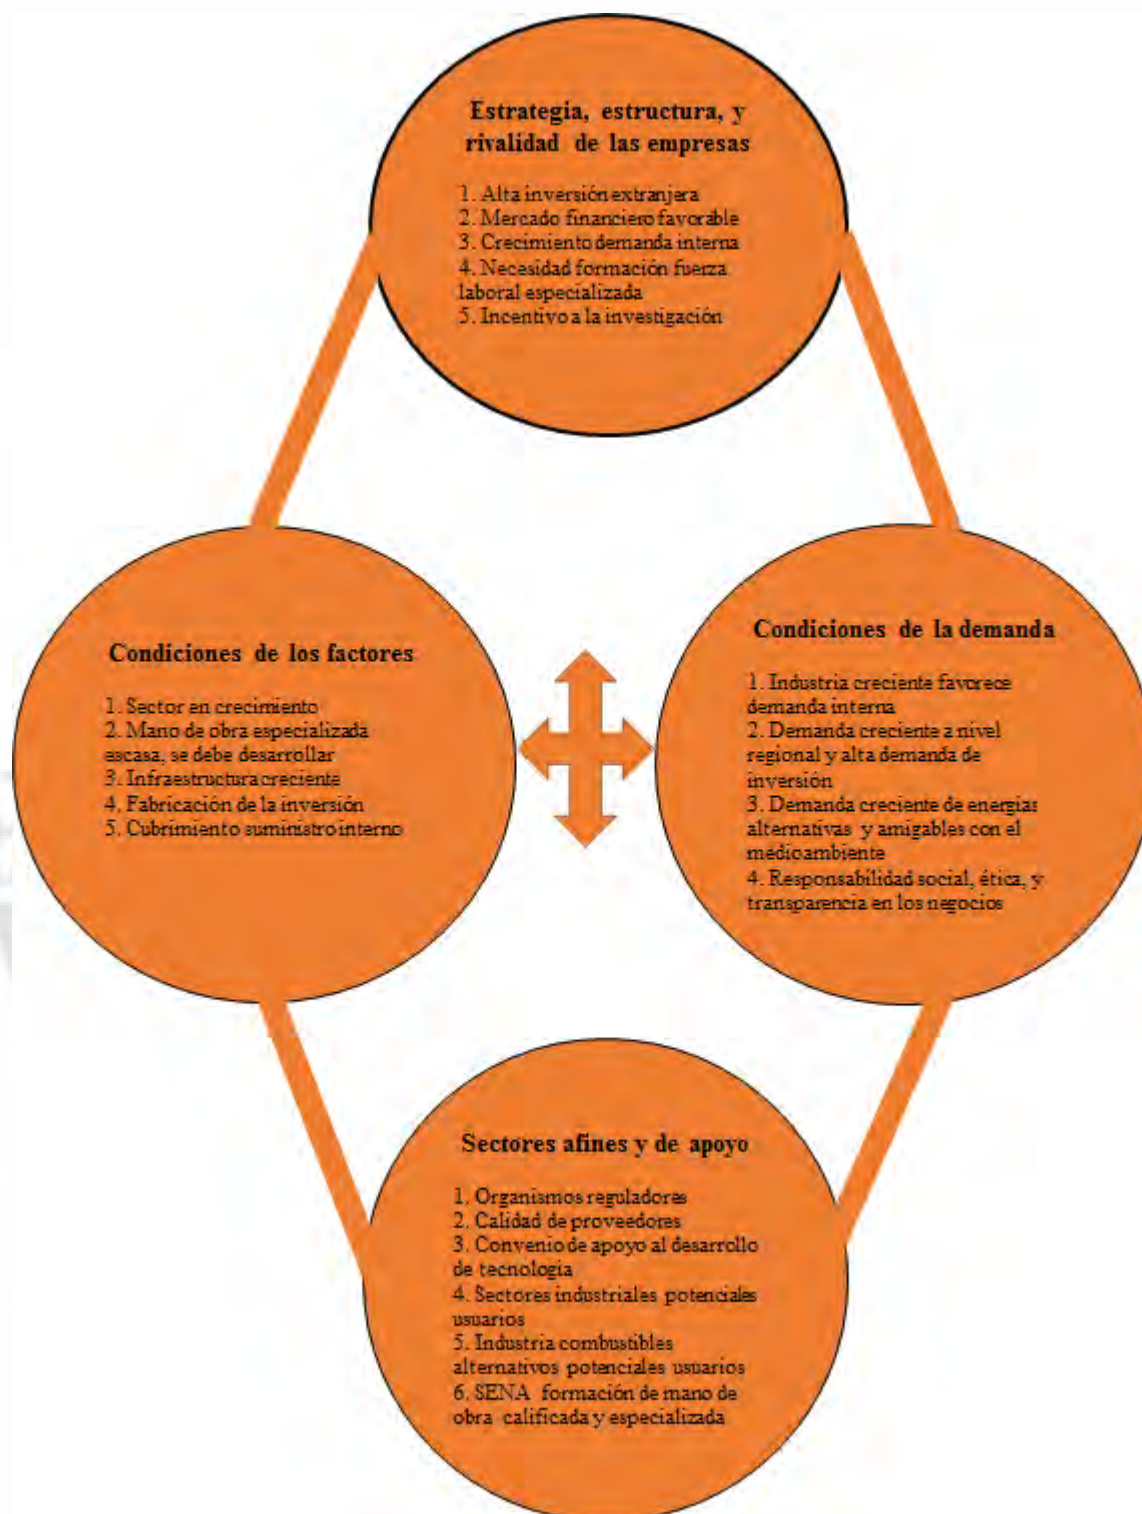 Estrategia, estructura, y
rivalidad de las empresas
1. Alta inversión extranjera
2. Mercado financiero favorable
3. Crecimiento demanda interna
4. Necesidad formación fuerza
laboral especializada
5. Incentivo a la investigación
Condiciones de los factores
1. Sector en crecimiento
2. Mano de obra especializada
escasa, se debe desarrollar
3. Infraestructura creciente
4. Fabricación de la inversión
5. Cubrimiento suministro interno
Condiciones de la demanda
1. Industria creciente favorece
demanda interna
2. Demanda creciente a nivel
regional y alta demanda de
inversión
3. Demanda creciente de energías
alternativas y amigables con el
medioambiente
4. Responsabilidad social, ética, y
transparencia en los negocios
Sectores afines y de apoyo
1. Organismos reguladores
2. Calidad de proveedores
3. Convenio de apoyo al desarrollo
de tecnología
4. Sectores industriales potenciales
usuarios
5. Industria combustibles
alternativos potenciales usuarios
6. SENA formación de mano de
obra calificada y especializada